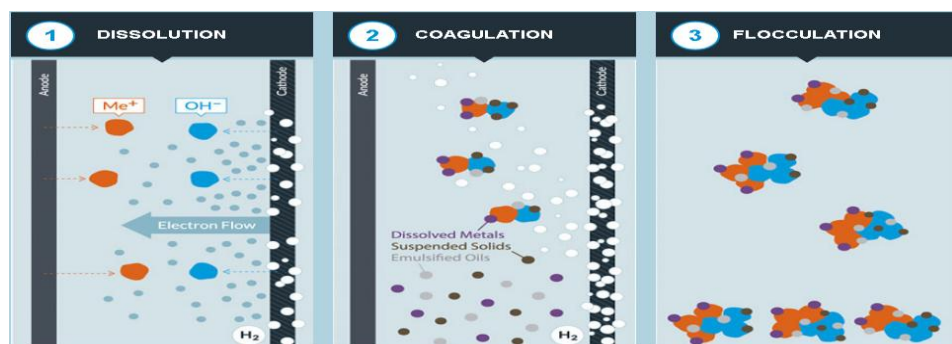 1 DISSOLUTION
Anode
Cathode
Me⁺
OH⁻
Electron Flow
H₂
2 COAGULATION
Anode
Cathode
Dissolved Metals
Suspended Solids
Emulsified Oils
H₂
3 FLOCCULATION